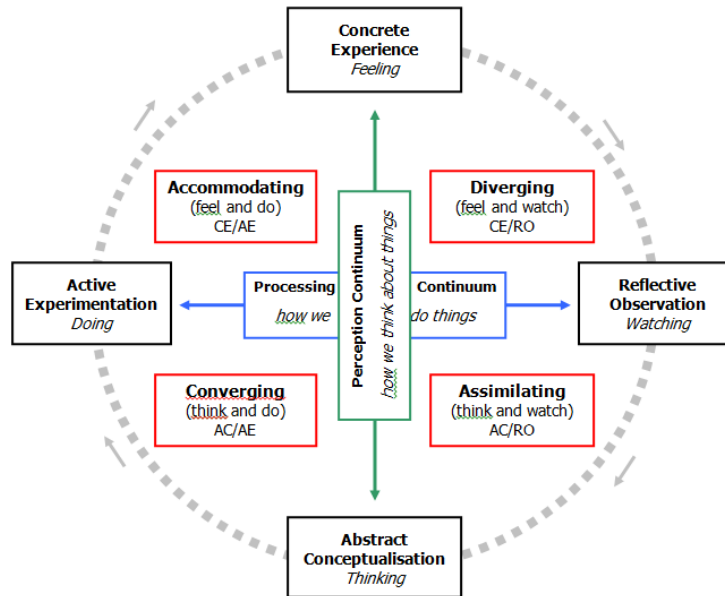 Concrete
Experience
Feeling
Accommodating
(feel and do)
CE/AE
Diverging
(feel and watch)
CE/RO
Perception Continuum
how we think about things
Active
Experimentation
Doing
Processing Continuum
how we do things
Reflective
Observation
Watching
Converging
(think and do)
AC/AE
Assimilating
(think and watch)
AC/RO
Abstract
Conceptualisation
Thinking